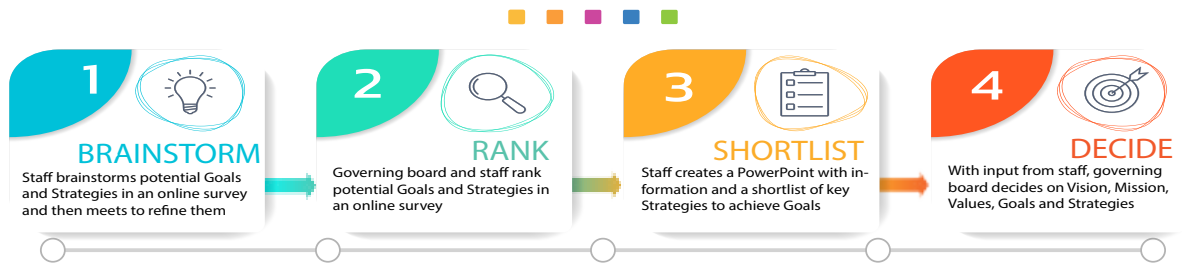 1
BRAINSTORM
Staff brainstorms potential Goals
and Strategies in an online survey
and then meets to refine them
2
RANK
Governing board and staff rank
potential Goals and Strategies in
an online survey
3
SHORTLIST
Staff creates a PowerPoint with in-
formation and a shortlist of key
Strategies to achieve Goals
4
DECIDE
With input from staff, governing
board decides on Vision, Mission,
Values, Goals and Strategies